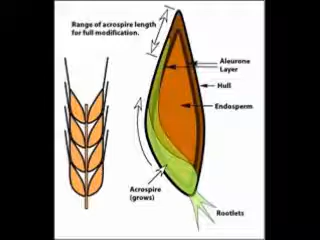 Range of acrospire length
for full modification.
Aleurone
Layer
Hull
Endosperm
Acrospire
(grows)
Rootlets